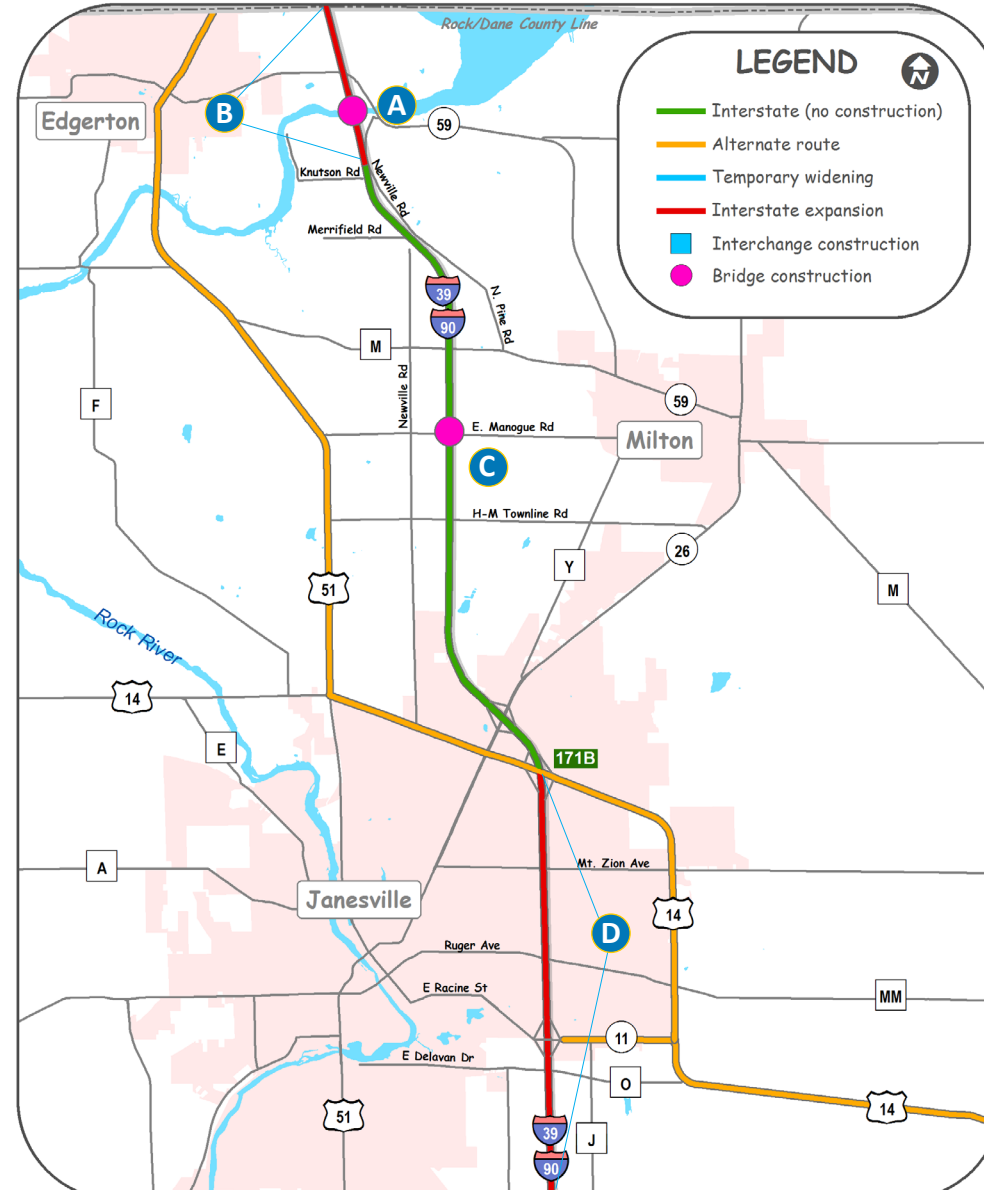 Rock/Dane County Line
LEGEND
N
Interstate (no construction)
Alternate route
Temporary widening
Interstate expansion
Interchange construction
Bridge construction
B
A
Edgerton
59
Knutson Rd
Newville Rd
Merrifield Rd
39
90
N. Pine Rd
M
Newville Rd
F
59
E. Manogue Rd
Milton
C
H-M Townline Rd
26
Y
51
M
Rock River
14
E
171B
Mt. Zion Ave
A
Janesville
14
D
Ruger Ave
E Racine St
MM
11
E Delavan Dr
O
51
39
J
14
90